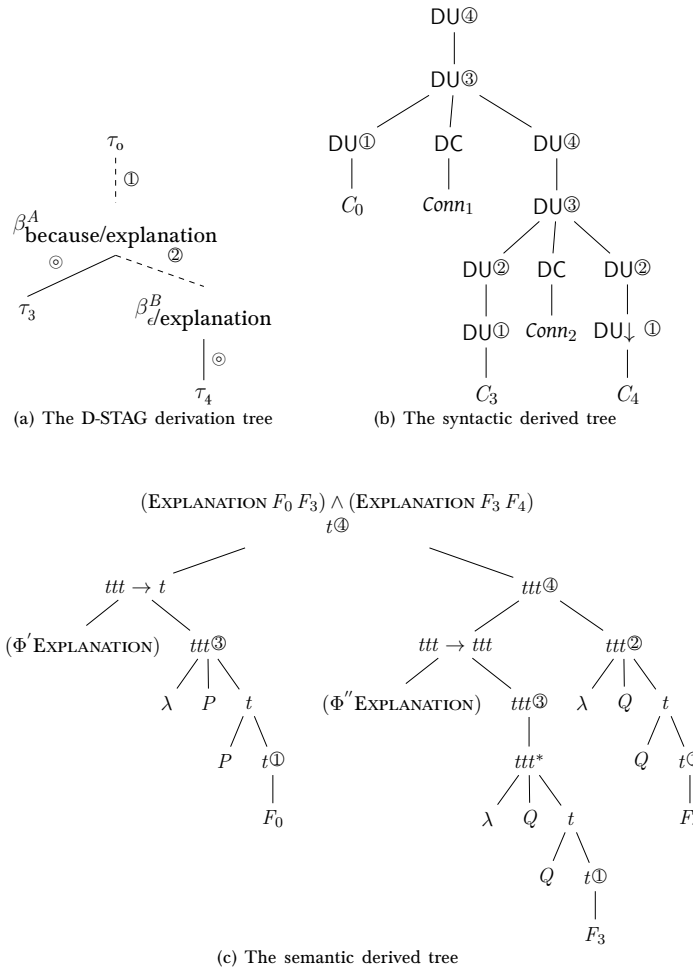 DU④
DU③
DU① DC DU④
C₀ Conn₁ DU③
DU② DC DU②
DU① Conn₂ DU↓ ①
C₃ C₄
τ₀
①
β^A because/explanation
◎ ②
τ₃ β^B ϵ/explanation
◎
τ₄
(a) The D-STAG derivation tree
(b) The syntactic derived tree
(EXPLANATION F₀ F₃) ∧ (EXPLANATION F₃ F₄)
t④
ttt → t ttt④
(Φ′EXPLANATION) ttt③ ttt → ttt ttt②
λ P t (Φ″EXPLANATION) ttt③ λ Q t
P t① ttt* Q t
F₀ λ Q t F
Q t①
F₃
(c) The semantic derived tree